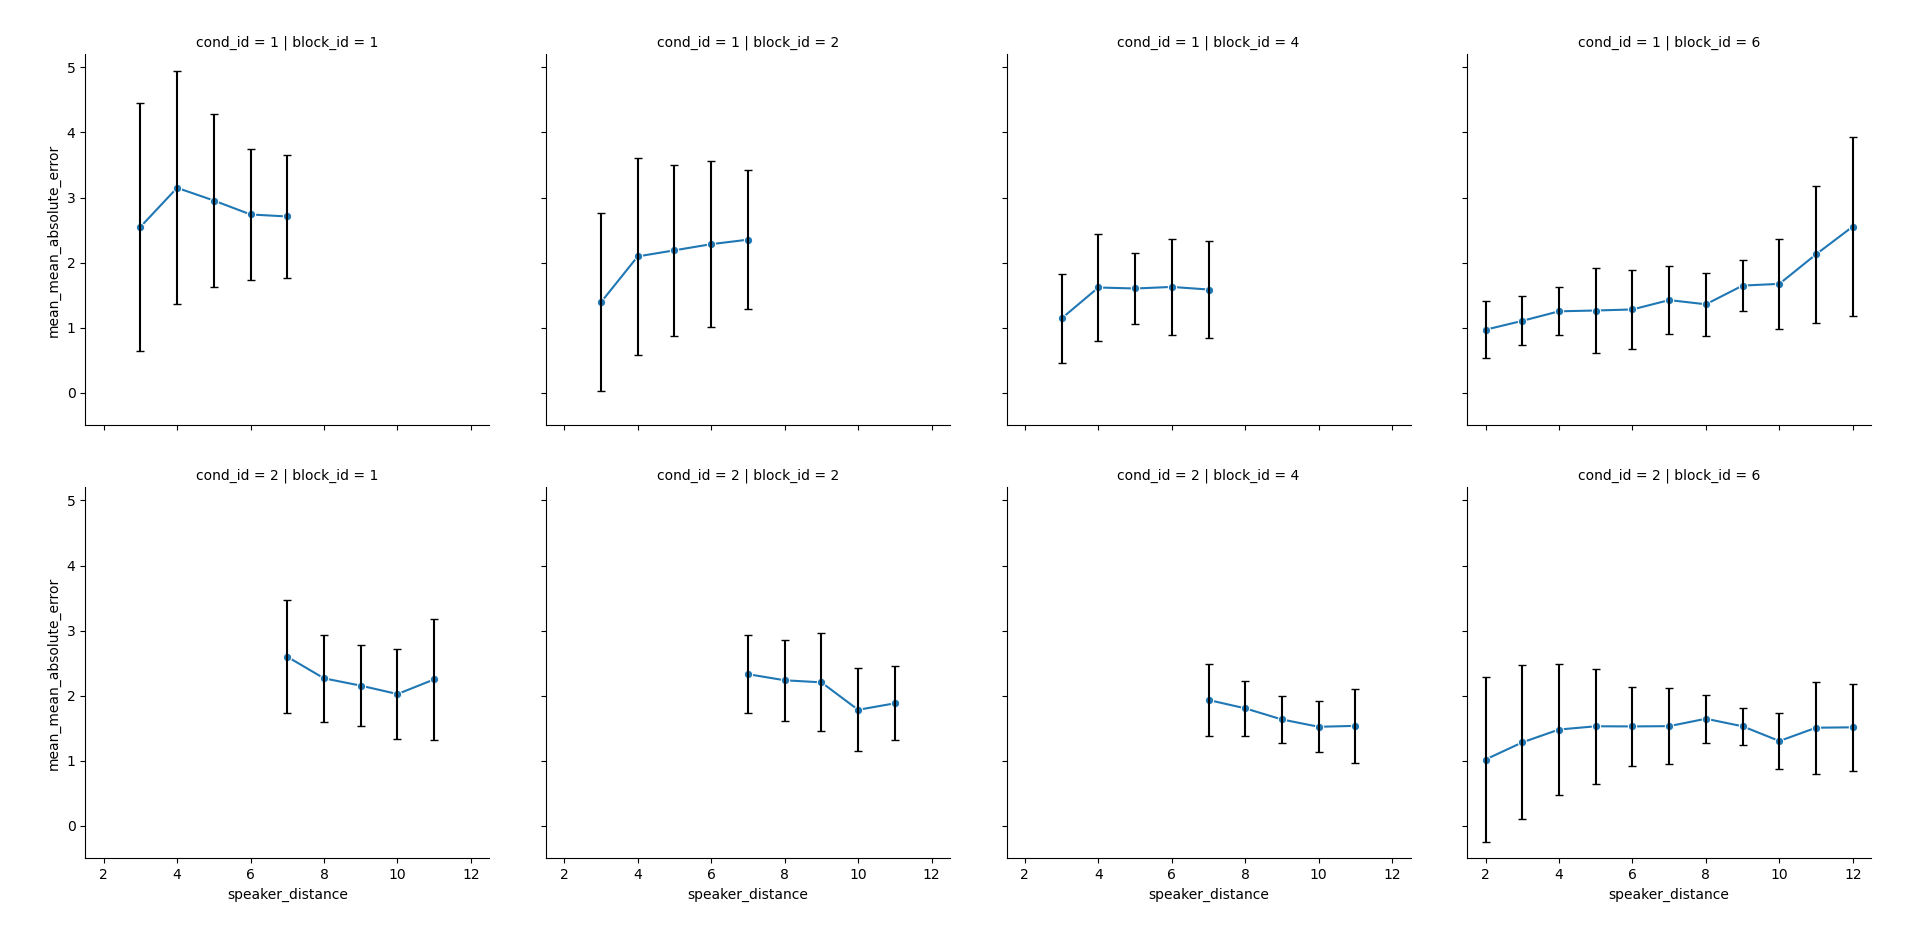 cond_id = 1 | block_id = 1
cond_id = 1 | block_id = 2
cond_id = 1 | block_id = 4
cond_id = 1 | block_id = 6
mean_mean_absolute_error
5
4
3
2
1
0
cond_id = 2 | block_id = 1
cond_id = 2 | block_id = 2
cond_id = 2 | block_id = 4
cond_id = 2 | block_id = 6
mean_mean_absolute_error
5
4
3
2
1
0
2 4 6 8 10 12
2 4 6 8 10 12
2 4 6 8 10 12
2 4 6 8 10 12
speaker_distance
speaker_distance
speaker_distance
speaker_distance